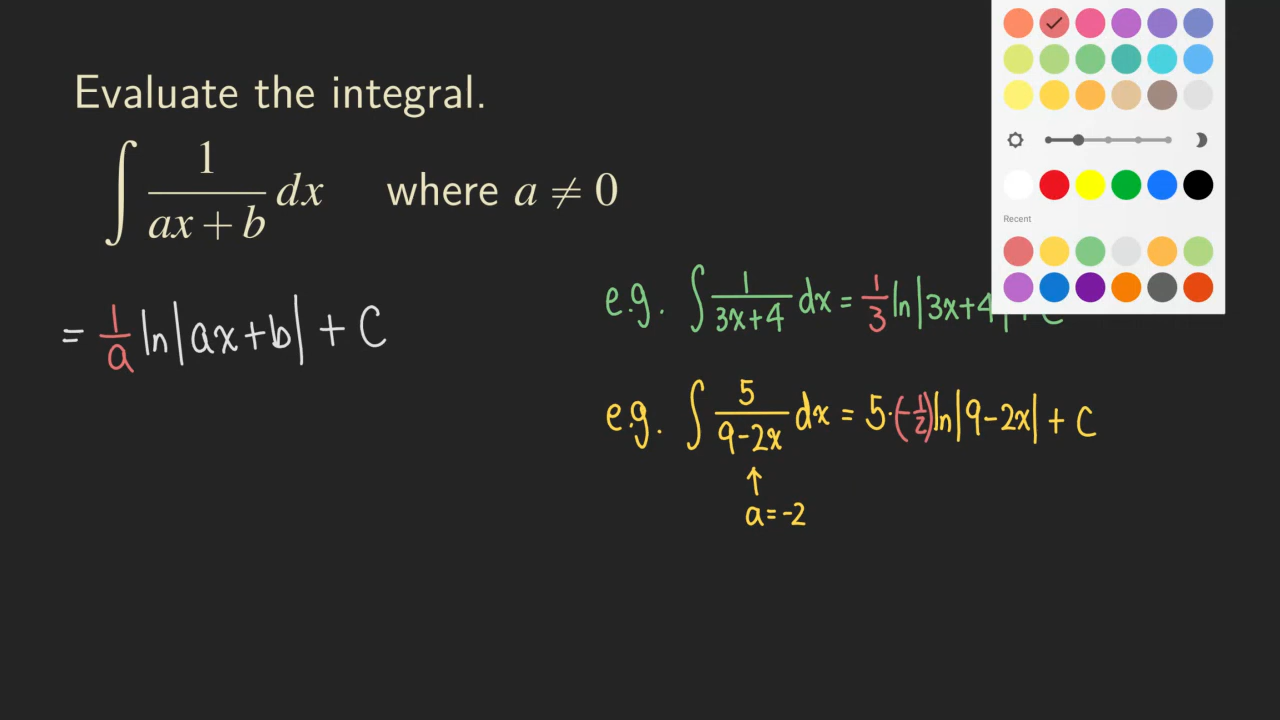 Evaluate the integral.
∫ 1/(ax + b) dx where a ≠ 0
= 1/a ln|ax+b| + C
e.g. ∫ 1/(3x+4) dx = 1/3 ln|3x+4| + C
e.g. ∫ 5/(9-2x) dx = 5·(-1/2) ln|9-2x| + C
↑
a=-2
Recent